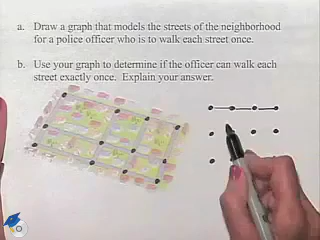 a. Draw a graph that models the streets of the neighborhood
for a police officer who is to walk each street once.
b. Use your graph to determine if the officer can walk each
street exactly once. Explain your answer.